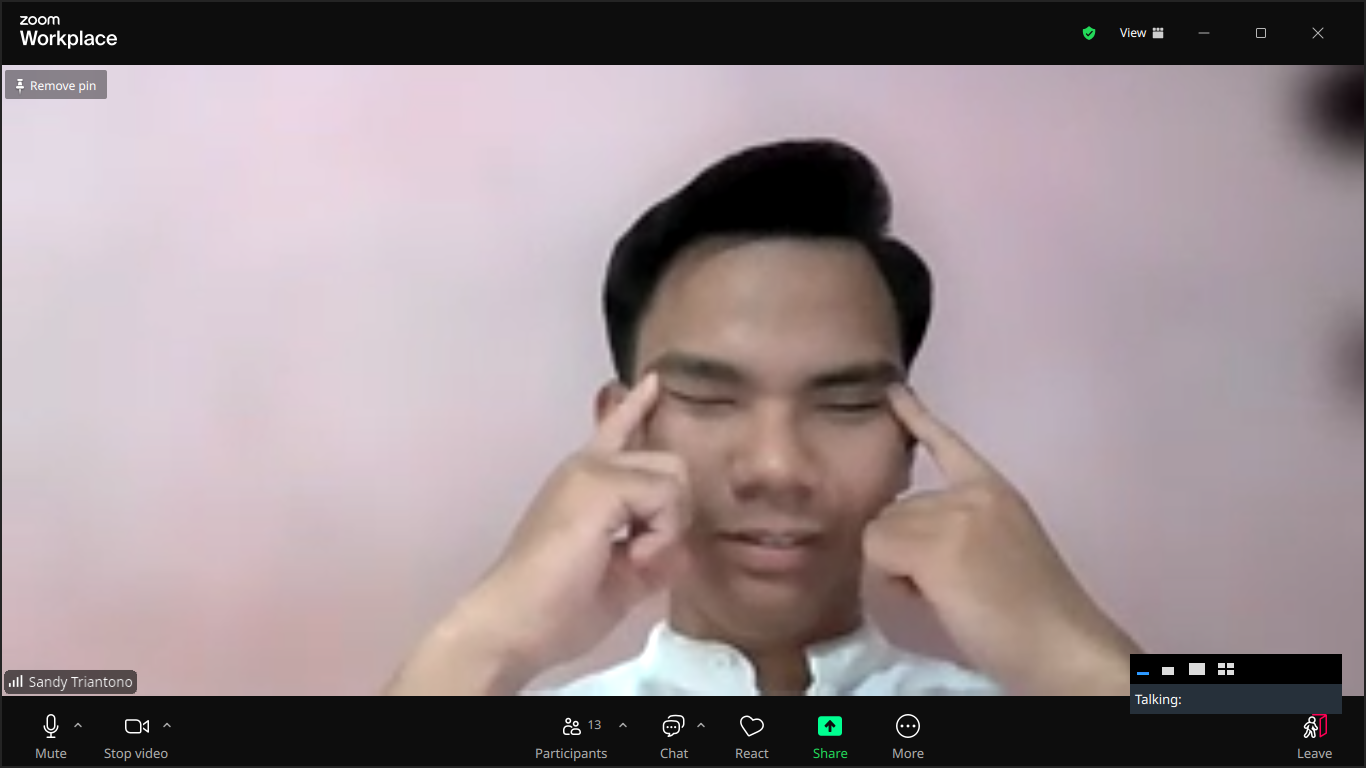 zoom
Workplace
View
Remove pin
Sandy Triantono
Talking:
Mute
Stop video
13
Participants
Chat
React
Share
More
Leave